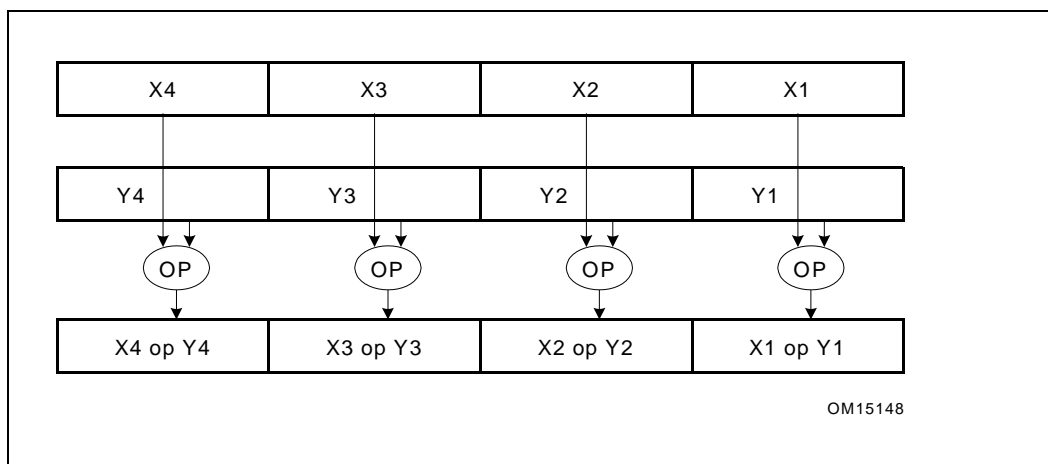 X4 X3 X2 X1
Y4 Y3 Y2 Y1
OP OP OP OP
X4 op Y4 X3 op Y3 X2 op Y2 X1 op Y1
OM15148